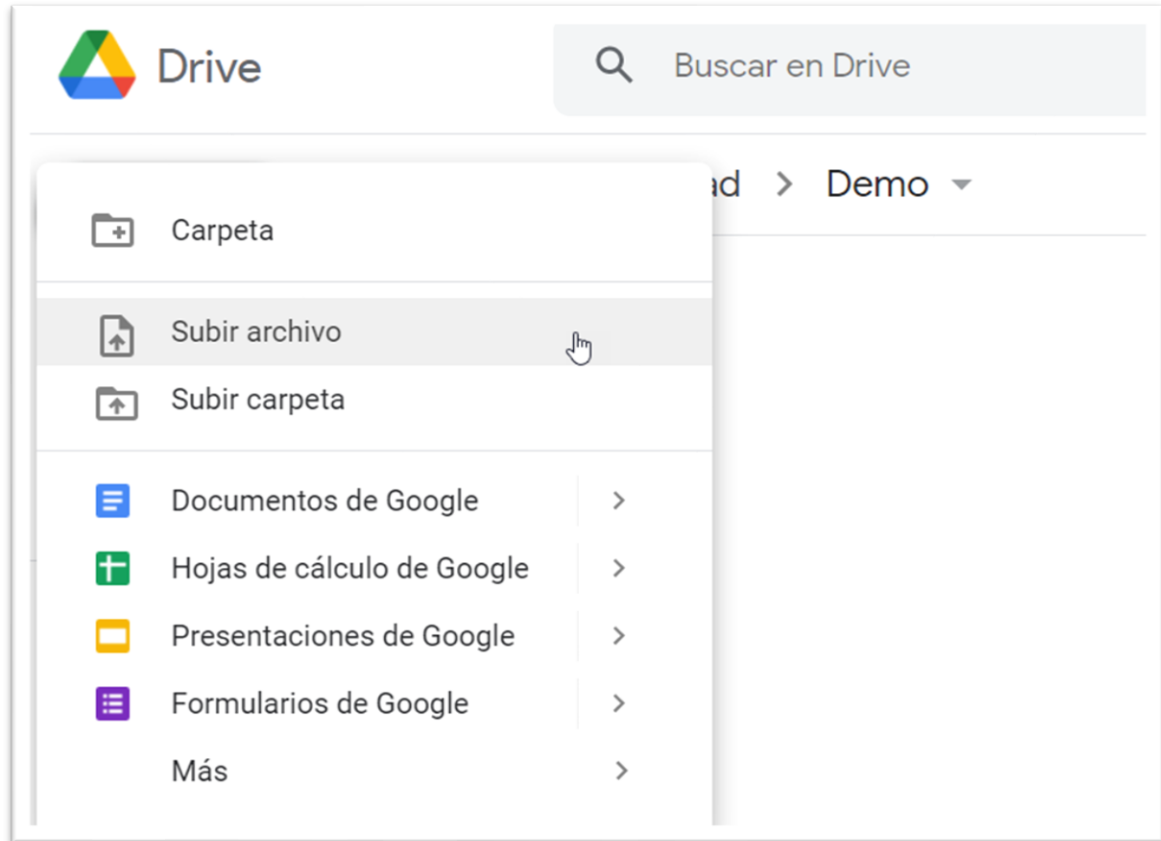 Drive
Buscar en Drive
Demo
Carpeta
Subir archivo
Subir carpeta
Documentos de Google
Hojas de cálculo de Google
Presentaciones de Google
Formularios de Google
Más